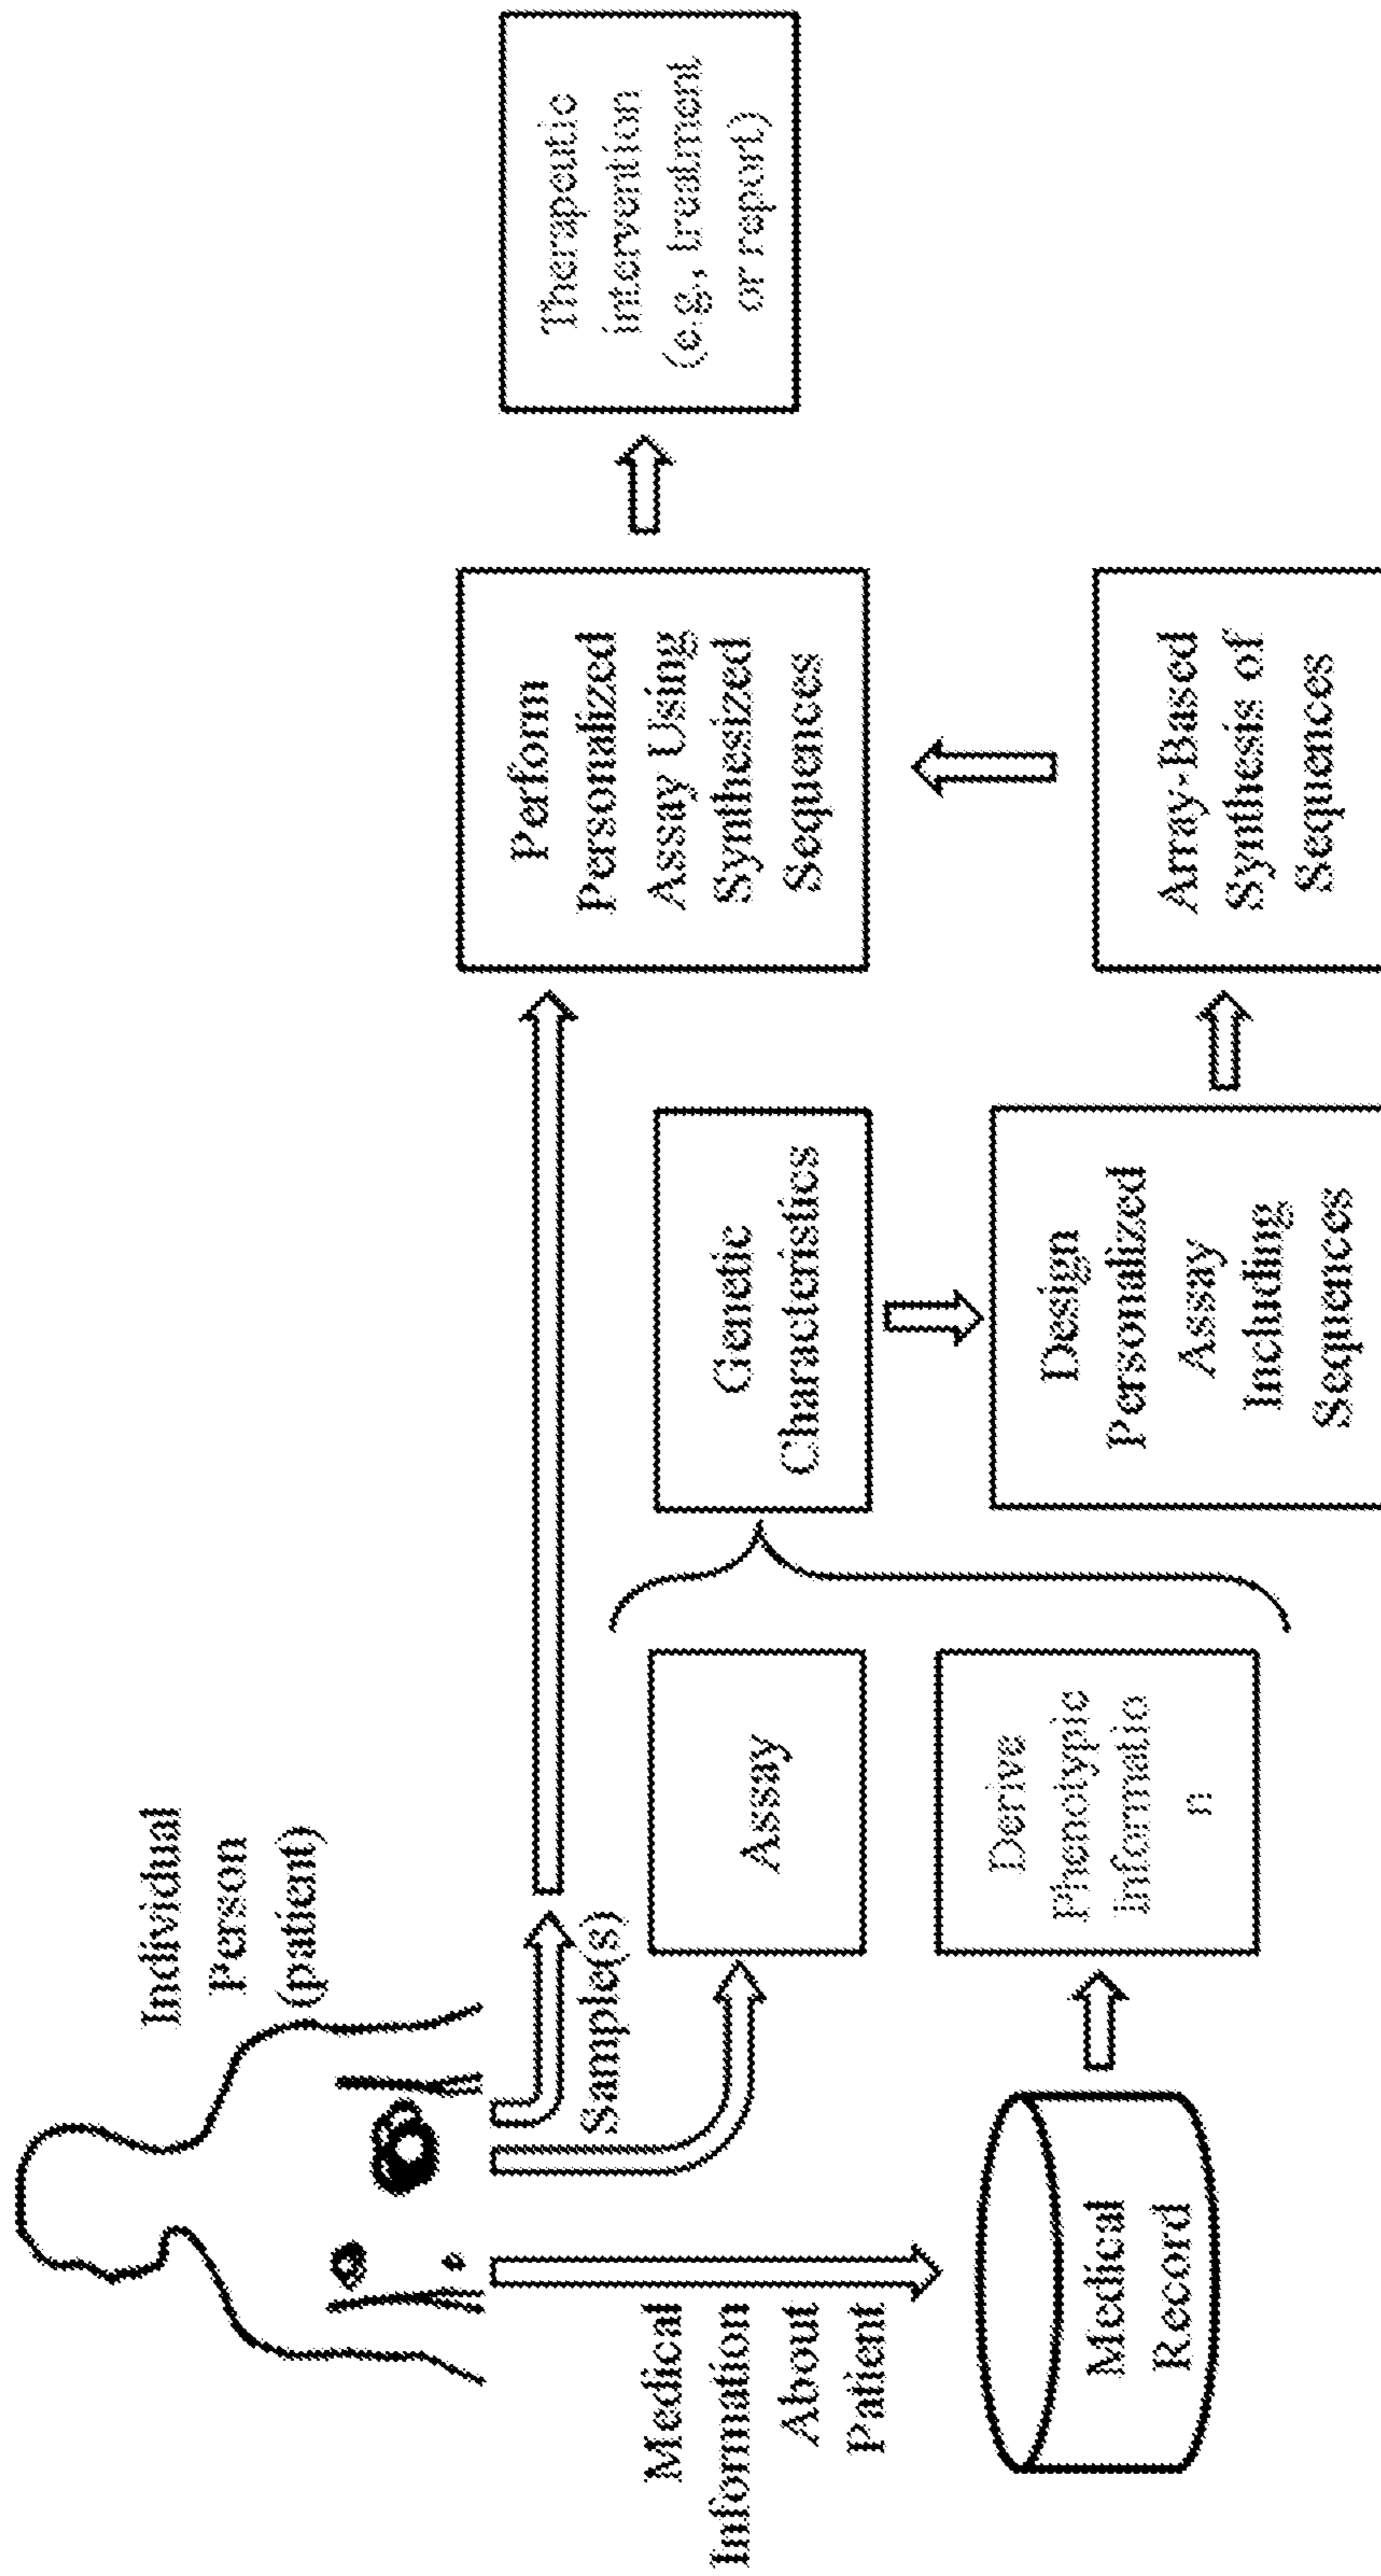 Individual
Person
(patient)
Sample(s)
Medical
Information
About
Patient
Medical
Record
Assay
Derive
Phenotypic
Informatio
n
Genetic
Characteristics
Design
Personalized
Assay
Including
Sequences
Array-Based
Synthesis of
Sequences
Perform
Personalized
Assay Using
Synthesized
Sequences
Therapeutic
intervention
(e.g., treatment
or report)